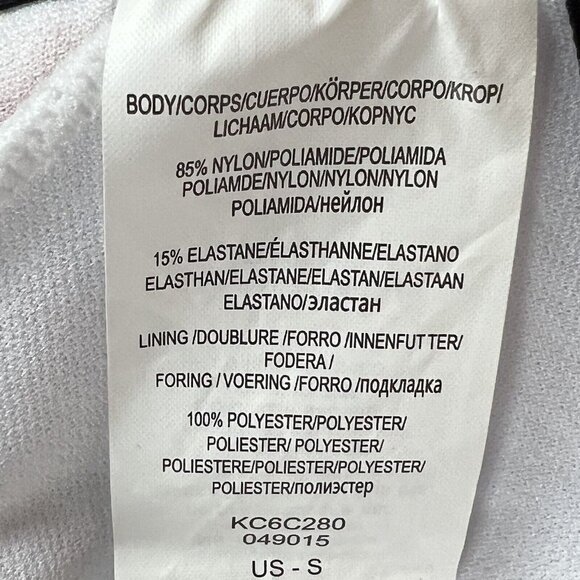 BODY/CORPS/CUERPO/KÖRPER/CORPO/KROP/
LICHAAM/CORPO/KOPNYC
85% NYLON/POLIAMIDE/POLIAMIDA
POLIAMDE/NYLON/NYLON/NYLON
POLIAMIDA/нейлон
15% ELASTANE/ÉLASTHANNE/ELASTANO
ELASTHAN/ELASTANE/ELASTAN/ELASTAAN
ELASTANO/эластан
LINING /DOUBLURE /FORRO /INNENFUTTER/
FODERA /
FORING / VOERING /FORRO /подкладка
100% POLYESTER/POLYESTER/
POLIESTER/ POLYESTER/
POLIESTERE/POLIESTER/POLYESTER/
POLIESTER/полиэстер
KC6C280
049015
US - S